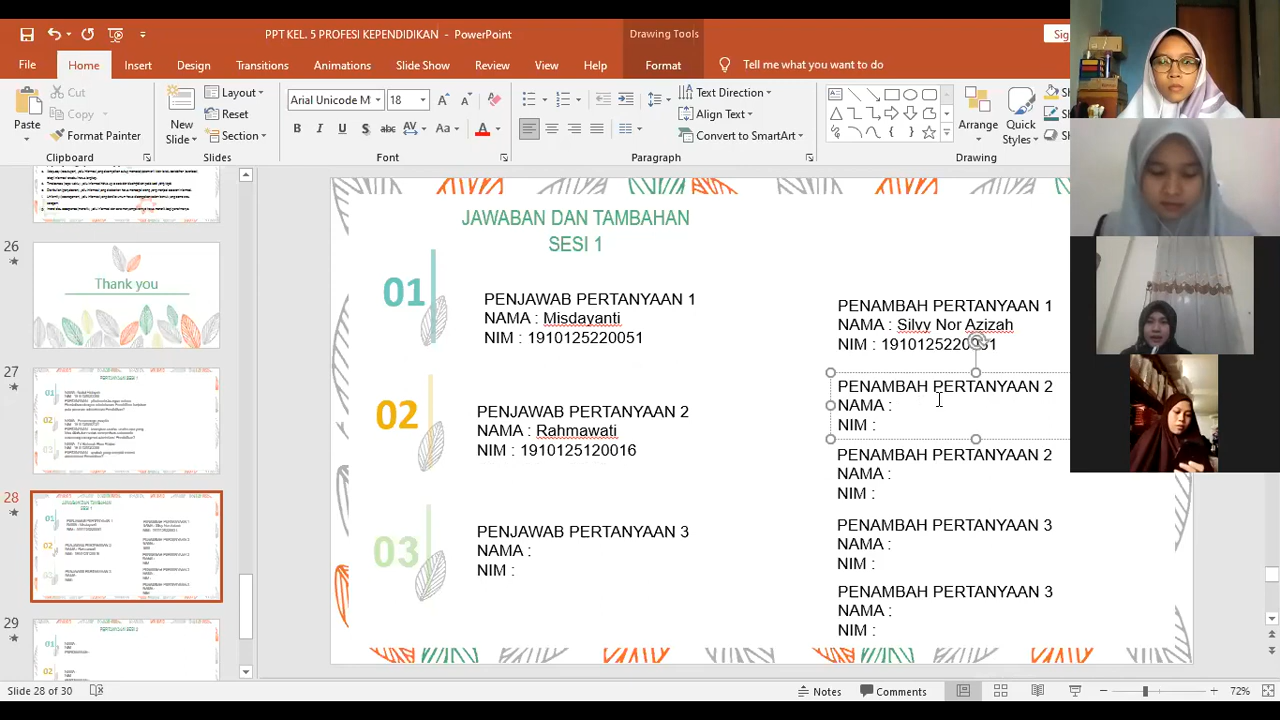 PPT KEL. 5 PROFESI KEPENDIDIKAN - PowerPoint
Drawing Tools
File Home Insert Design Transitions Animations Slide Show Review View Help Format Tell me what you want to do
Paste
Cut
Copy
Format Painter
Clipboard
New Slide
Layout
Reset
Section
Slides
Arial Unicode M 18
Font
Text Direction
Align Text
Convert to SmartArt
Paragraph
Arrange
Quick Styles
Drawing
26
Thank you
27
28
29
JAWABAN DAN TAMBAHAN
SESI 1
01
PENJAWAB PERTANYAAN 1
NAMA : Misdayanti
NIM : 1910125220051
02
PENJAWAB PERTANYAAN 2
NAMA : Rahmawati
NIM : 1910125120016
03
PENJAWAB PERTANYAAN 3
NAMA :
NIM :
PENAMBAH PERTANYAAN 1
NAMA : Silvy Nor Azizah
NIM :
PENAMBAH PERTANYAAN 2
NAMA :
NIM :
PENAMBAH PERTANYAAN 2
NAMA :
NIM :
PENAMBAH PERTANYAAN 3
NAMA :
NIM :
PENAMBAH PERTANYAAN 3
NAMA :
NIM :
Slide 28 of 30
Notes
Comments
72%